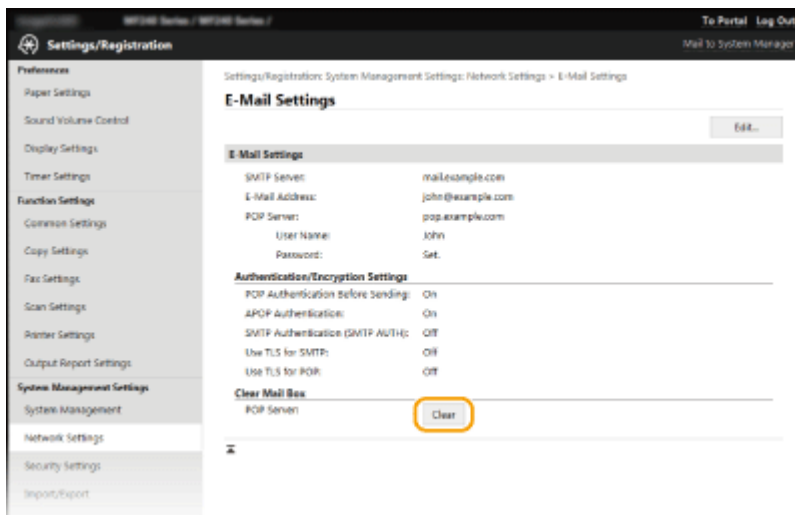 MF240 Series / MF240 Series /
To Portal Log Out
Settings/Registration
Mail to System Manager
Preferences
Paper Settings
Sound Volume Control
Display Settings
Timer Settings
Function Settings
Common Settings
Copy Settings
Fax Settings
Scan Settings
Printer Settings
Output Report Settings
System Management Settings
System Management
Network Settings
Security Settings
Import/Export
Settings/Registration: System Management Settings: Network Settings > E-Mail Settings
E-Mail Settings
Edit...
E-Mail Settings
SMTP Server: mail.example.com
E-Mail Address: john@example.com
POP Server: pop.example.com
User Name: John
Password: Set.
Authentication/Encryption Settings
POP Authentication Before Sending: On
APOP Authentication: On
SMTP Authentication (SMTP AUTH): Off
Use TLS for SMTP: Off
Use TLS for POP: Off
Clear Mail Box
POP Server: Clear